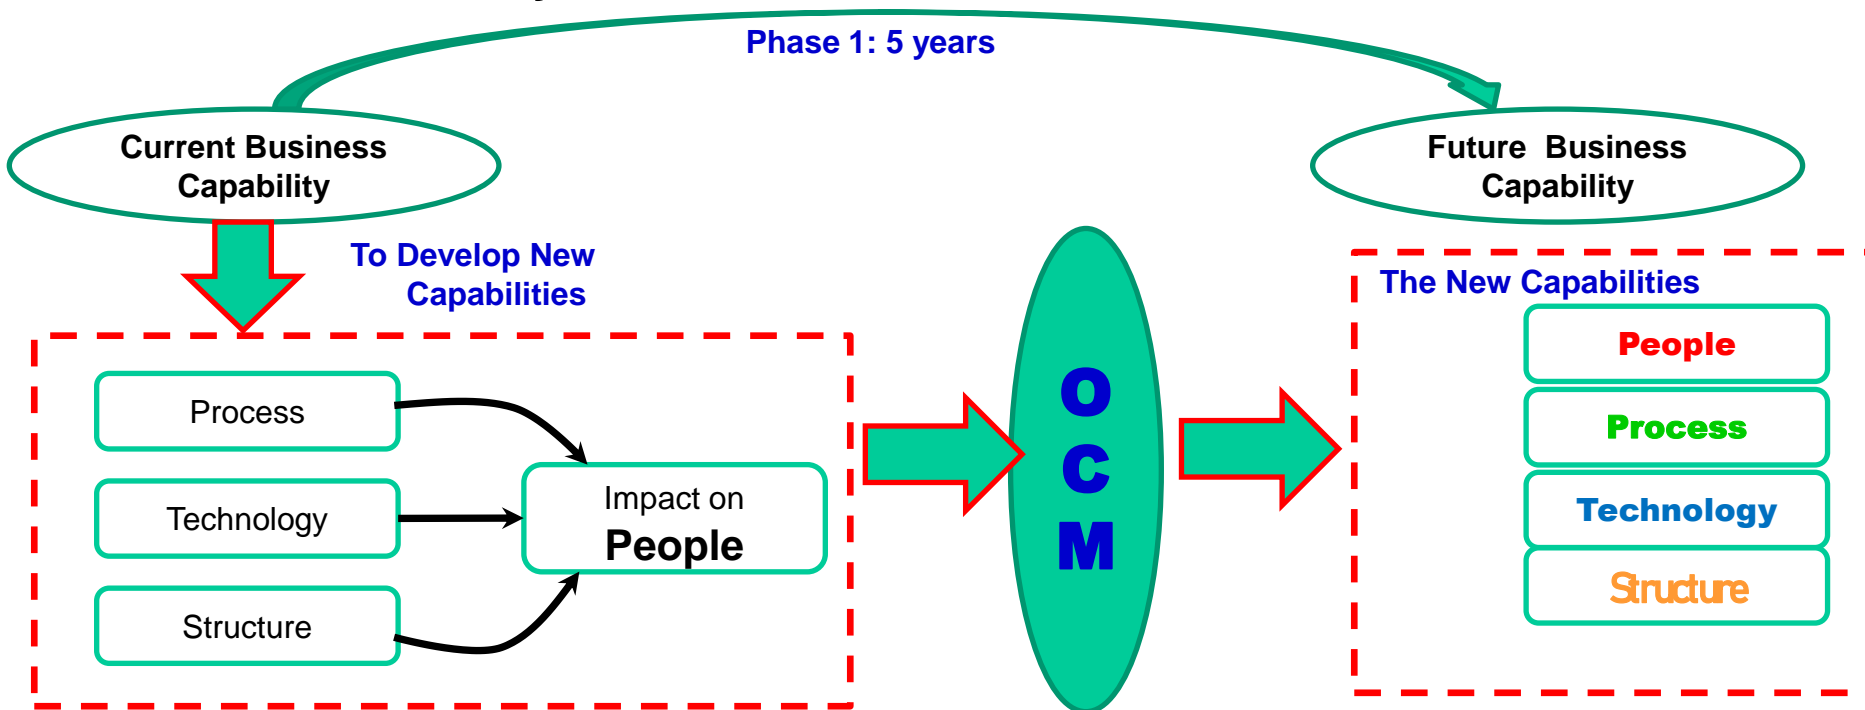 Phase 1: 5 years
Current Business
Capability
Future Business
Capability
To Develop New
Capabilities
The New Capabilities
Process
Technology
Structure
Impact on
People
O
C
M
People
Process
Technology
Structure